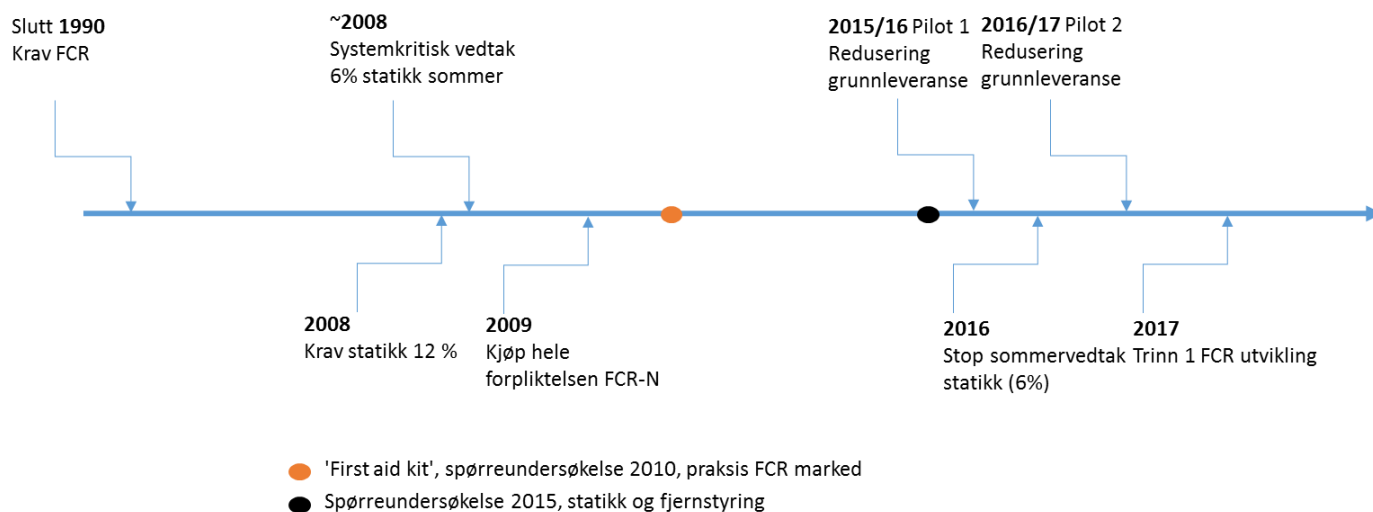 Slutt 1990
Krav FCR
~2008
Systemkritisk vedtak
6% statikk sommer
2015/16 Pilot 1
Redusering
grunnleveranse
2016/17 Pilot 2
Redusering
grunnleveranse
2008
Krav statikk 12 %
2009
Kjøp hele
forpliktelsen FCR-N
2016
Stop sommervedtak
statikk (6%)
2017
Trinn 1 FCR utvikling
'First aid kit', spørreundersøkelse 2010, praksis FCR marked
Spørreundersøkelse 2015, statikk og fjernstyring